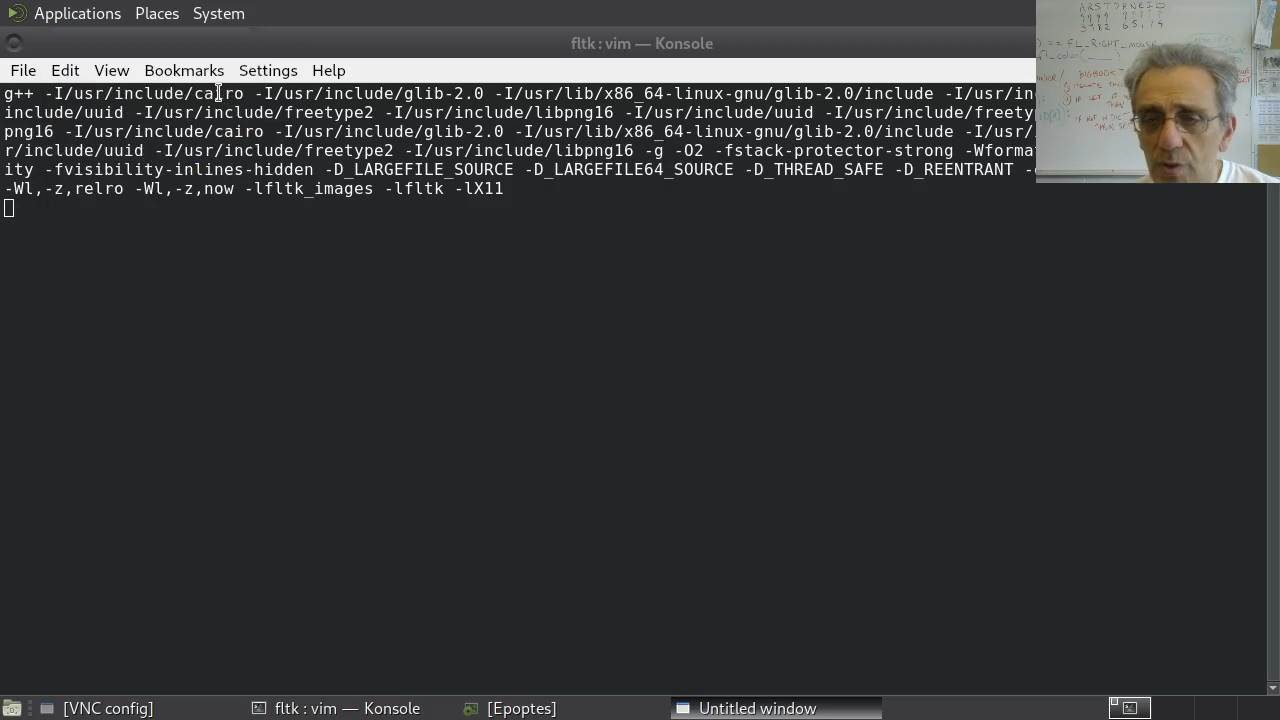 Applications Places System
fltk : vim — Konsole
File Edit View Bookmarks Settings Help
g++ -I/usr/include/cairo -I/usr/include/glib-2.0 -I/usr/lib/x86_64-linux-gnu/glib-2.0/include -I/usr/in
include/uuid -I/usr/include/freetype2 -I/usr/include/libpng16 -I/usr/include/uuid -I/usr/include/freety
png16 -I/usr/include/cairo -I/usr/include/glib-2.0 -I/usr/lib/x86_64-linux-gnu/glib-2.0/include -I/usr/
r/include/uuid -I/usr/include/freetype2 -I/usr/include/libpng16 -g -O2 -fstack-protector-strong -Wformat
ity -fvisibility-inlines-hidden -D_LARGEFILE_SOURCE -D_LARGEFILE64_SOURCE -D_THREAD_SAFE -D_REENTRANT
-Wl,-z,relro -Wl,-z,now -lfltk_images -lfltk -lX11
ARSTDHNEIO
== FL_RIGHT_mouse
fl_color(
[VNC config] fltk : vim — Konsole [Epoptes] Untitled window